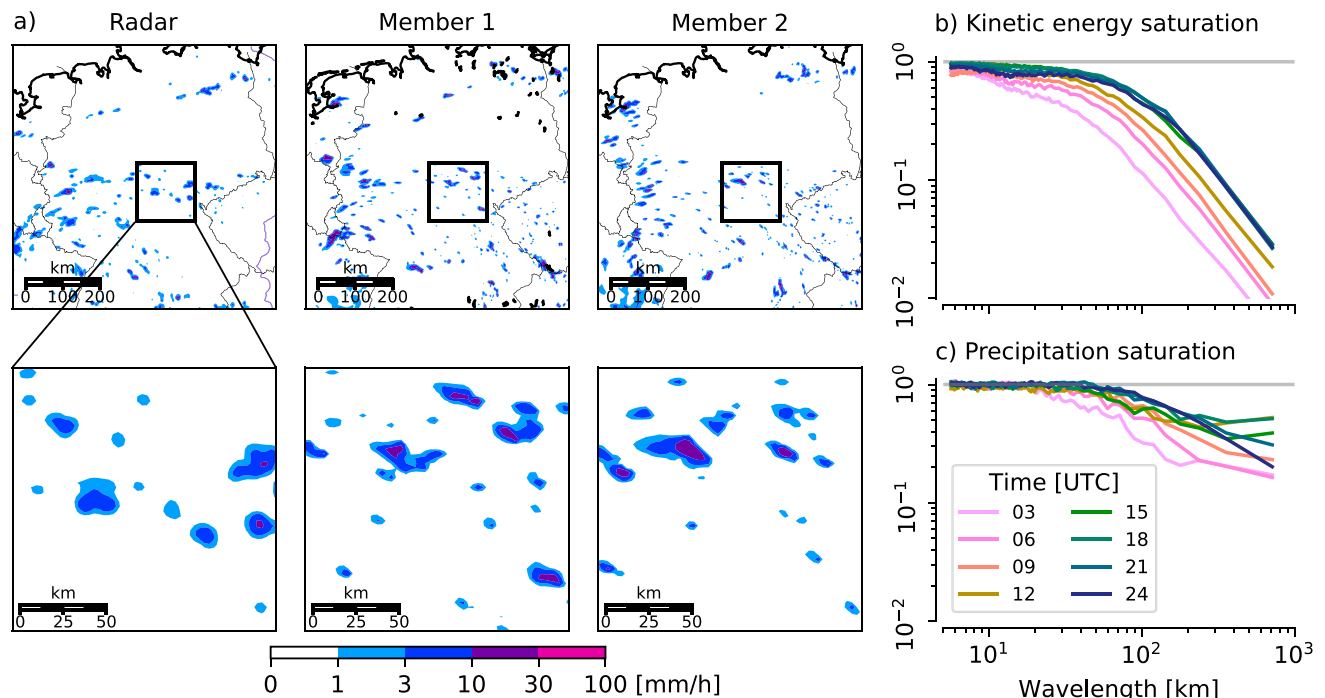 a) Radar Member 1 Member 2
b) Kinetic energy saturation
10⁰
10⁻¹
10⁻²
km km km
0 100 200 0 100 200 0 100 200
c) Precipitation saturation
10⁰
10⁻¹
10⁻²
Time [UTC]
03 15
06 18
09 21
12 24
km km km
0 25 50 0 25 50 0 25 50
0 1 3 10 30 100 [mm/h]
10¹ 10² 10³
Wavelength [km]